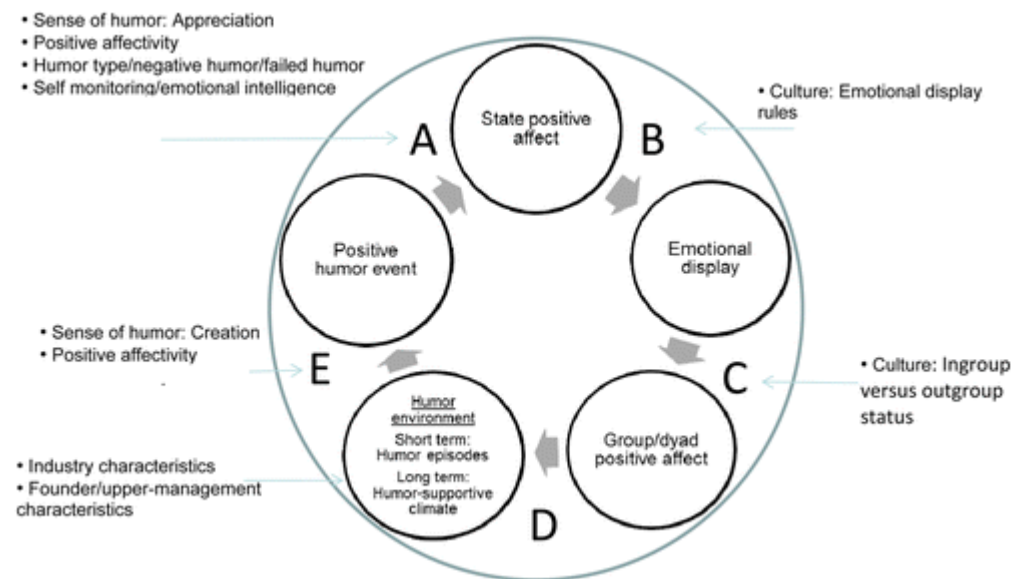 • Sense of humor: Appreciation
• Positive affectivity
• Humor type/negative humor/failed humor
• Self monitoring/emotional intelligence
State positive
affect
A
B
• Culture: Emotional display
rules
Positive
humor event
Emotional
display
• Sense of humor: Creation
• Positive affectivity
E
C
• Culture: Ingroup
versus outgroup
status
Humor
environment
Short term:
Humor episodes
Long term:
Humor-supportive
climate
Group/dyad
positive affect
• Industry characteristics
• Founder/upper-management
characteristics
D